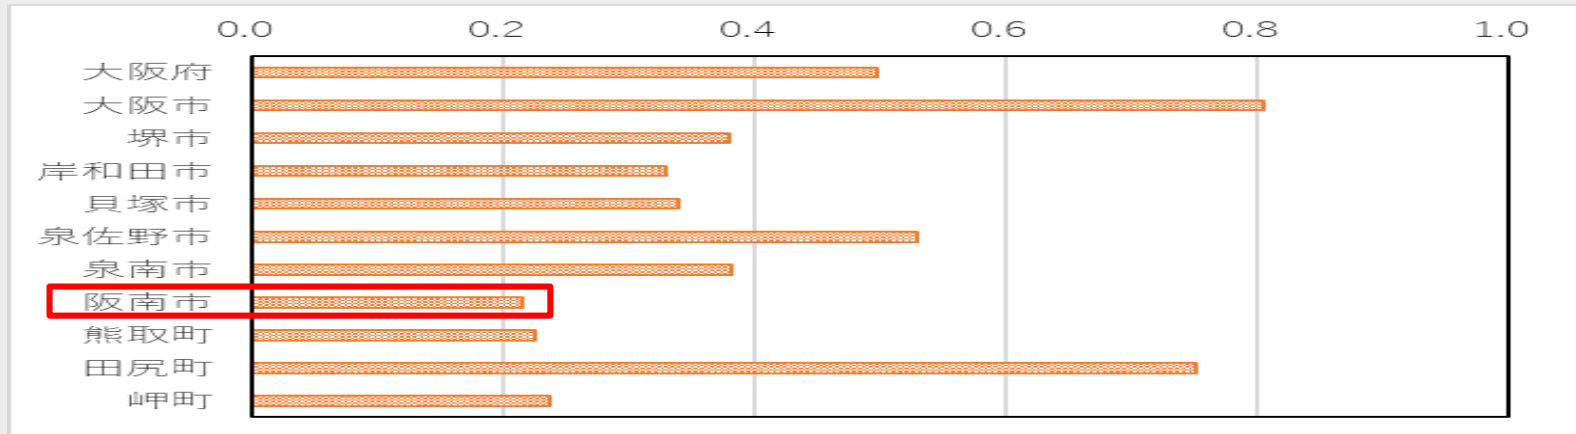 0.0 0.2 0.4 0.6 0.8 1.0
大阪府
大阪市
堺市
岸和田市
貝塚市
泉佐野市
泉南市
阪南市
熊取町
田尻町
岬町